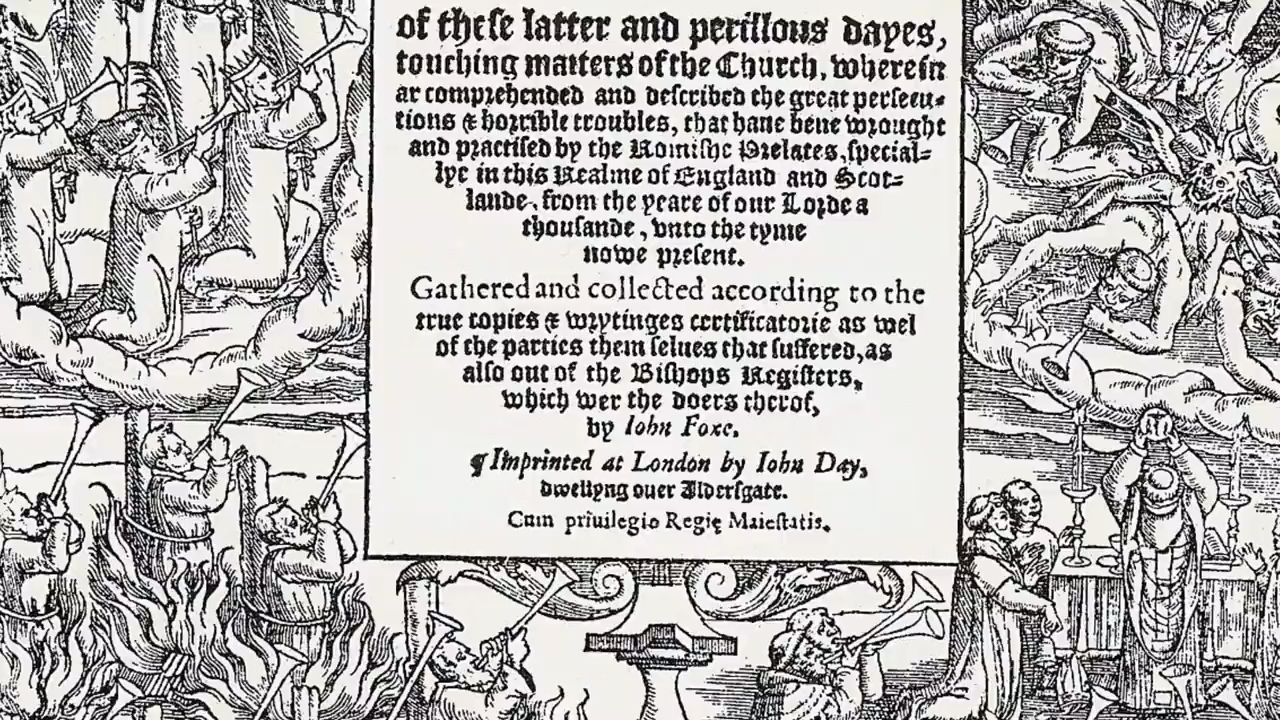 of theſe latter and perillous dayes,
touching matters of the Church, wherein
ar comprehended and deſcribed the great perſecu-
tions & horrible troubles, that haue bene wrought
and practiſed by the Romiſhe Prelates, ſpecial-
lye in this Realme of England and Scot-
lande, from the yeare of our Lorde a
thouſande, vnto the tyme
nowe preſent.
Gathered and collected according to the
true copies & wrytinges certificatorie as wel
of the parties them ſelues that ſuffered, as
alſo out of the Biſhops Regiſters,
which wer the doers therof,
by Iohn Foxe.
¶ Imprinted at London by Iohn Day,
dwellyng ouer Alderſgate.
Cum priuilegio Regię Maieſtatis.